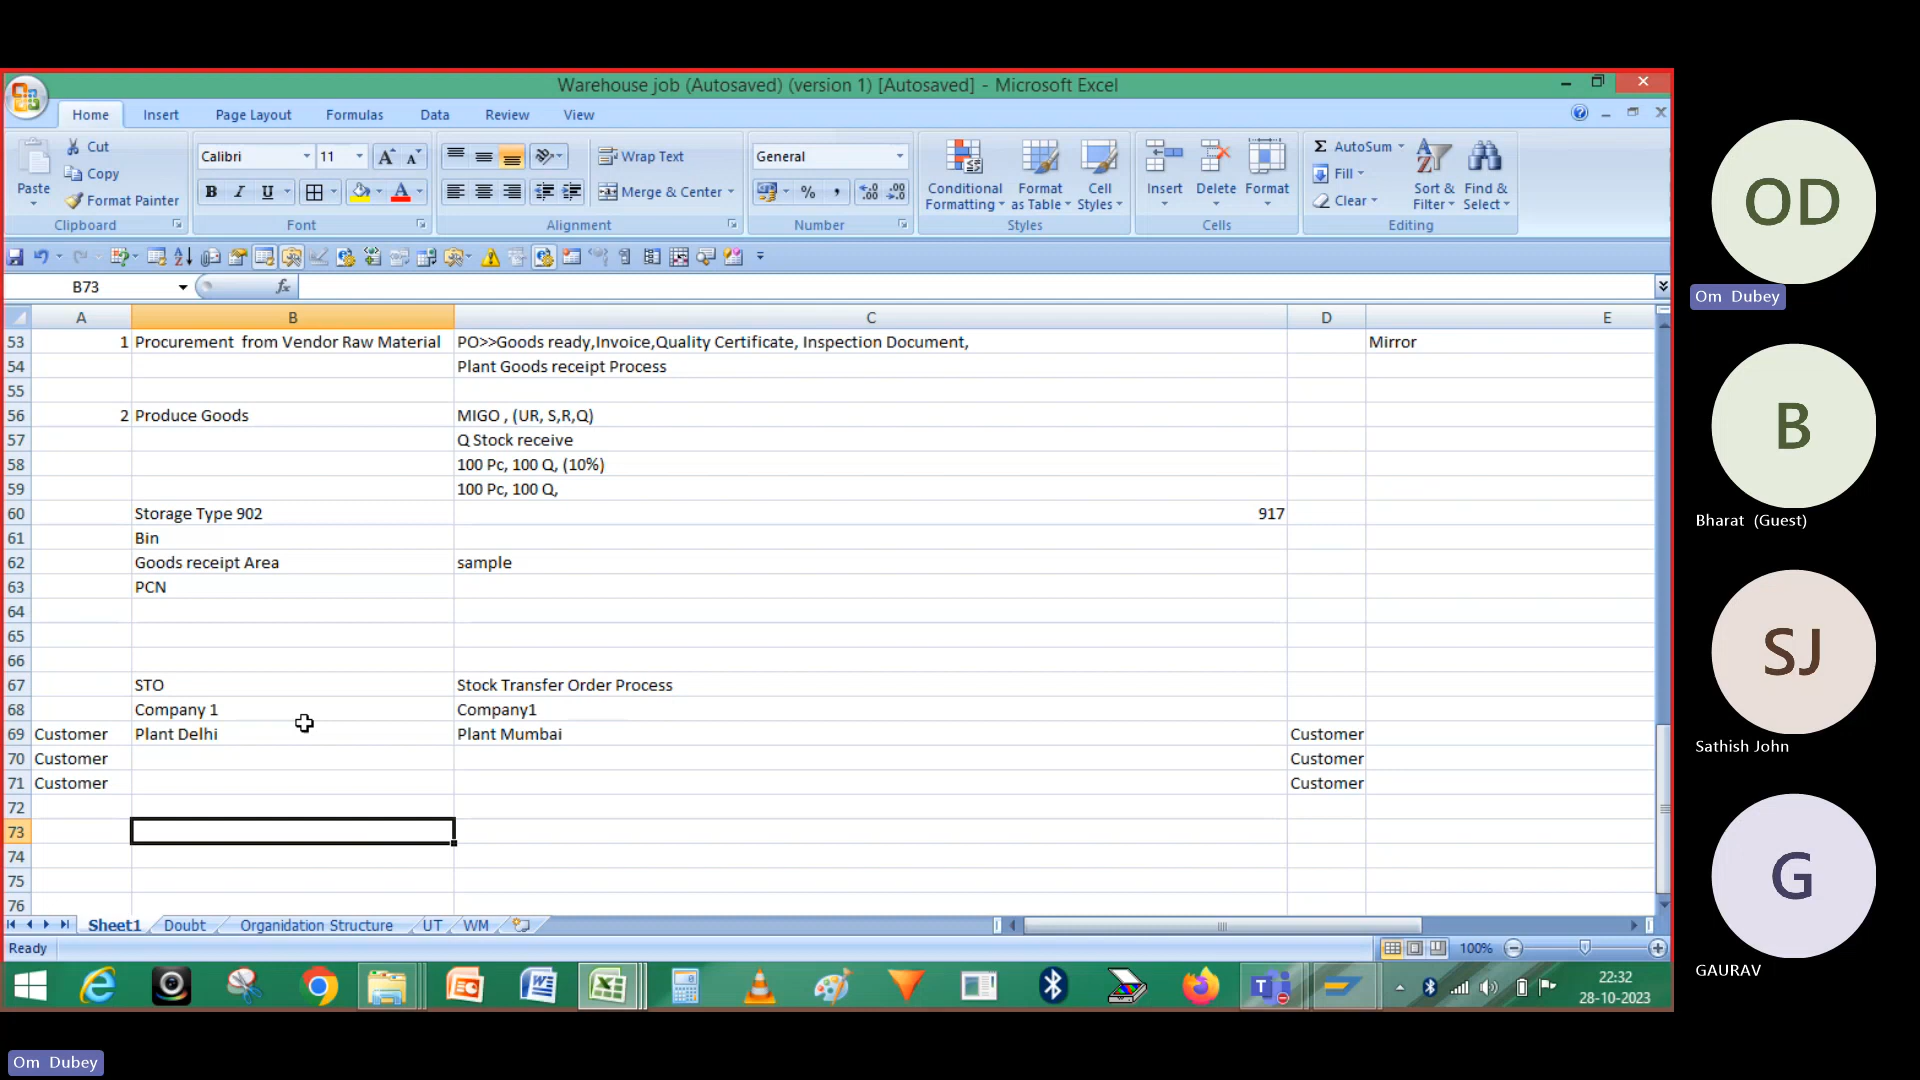 Warehouse job (Autosaved) (version 1) [Autosaved] - Microsoft Excel
Home Insert Page Layout Formulas Data Review View
Paste
Cut
Copy
Format Painter
Clipboard
Calibri 11
B I U
Font
Wrap Text
Merge & Center
Alignment
General
% ,
Number
Conditional Formatting
Format as Table
Cell Styles
Styles
Insert Delete Format
Cells
Σ AutoSum
Fill
Clear
Sort & Filter
Find & Select
Editing
B73 fx
A B C D E
53 1 Procurement from Vendor Raw Material PO>>Goods ready,Invoice,Quality Certificate, Inspection Document, Mirror
54 Plant Goods receipt Process
55
56 2 Produce Goods MIGO , (UR, S,R,Q)
57 Q Stock receive
58 100 Pc, 100 Q, (10%)
59 100 Pc, 100 Q,
60 Storage Type 902 917
61 Bin
62 Goods receipt Area sample
63 PCN
64
65
66
67 STO Stock Transfer Order Process
68 Company 1 Company1
69 Customer Plant Delhi Plant Mumbai Customer
70 Customer Customer
71 Customer Customer
72
73
74
75
76
Sheet1 Doubt Organidation Structure UT WM
Ready 100%
22:32
28-10-2023
OD
Om Dubey
B
Bharat (Guest)
SJ
Sathish John
G
GAURAV
Om Dubey